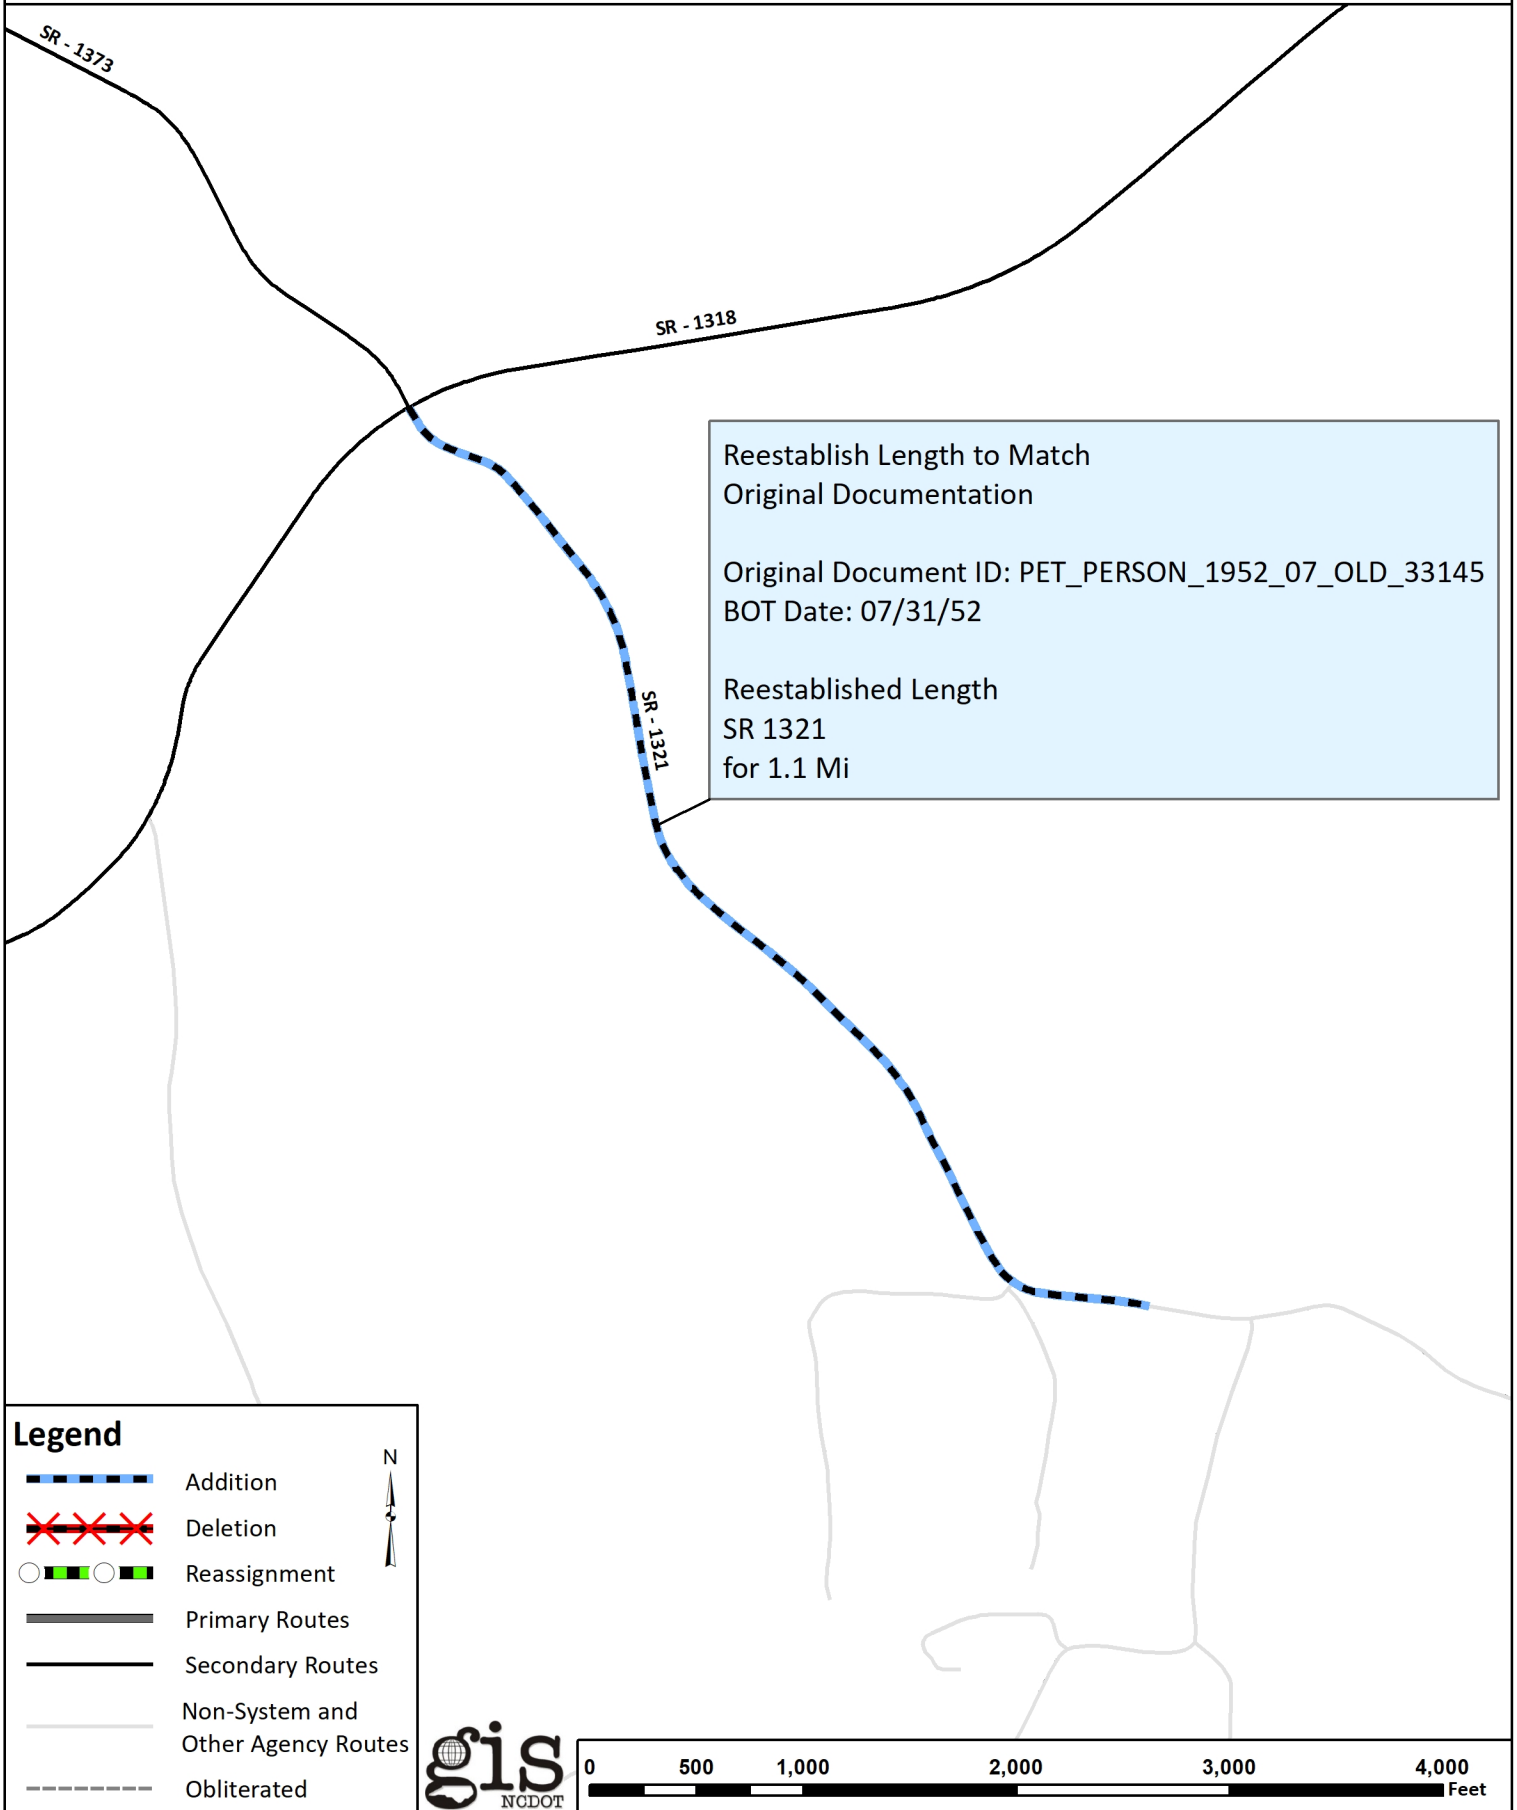 SR - 1373
SR - 1318
Reestablish Length to Match
Original Documentation
Original Document ID: PET_PERSON_1952_07_OLD_33145
BOT Date: 07/31/52
Reestablished Length
SR 1321
for 1.1 Mi
SR - 1321
Legend
N
Addition
Deletion
Reassignment
Primary Routes
Secondary Routes
Non-System and
Other Agency Routes
Obliterated
gis
NCDOT
0 500 1,000 2,000 3,000 4,000
Feet